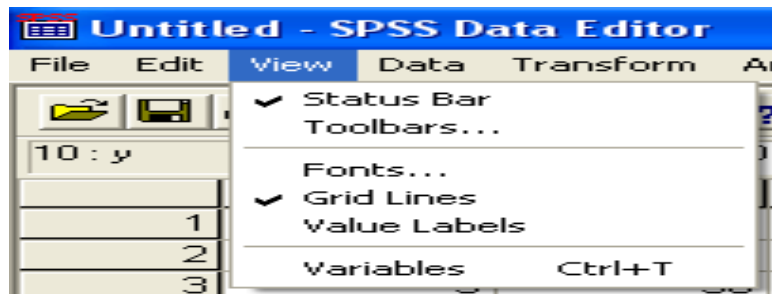 Untitled - SPSS Data Editor
File Edit View Data Transform
Status Bar
Toolbars...
10 : y
Fonts...
Grid Lines
1
Value Labels
2
Variables Ctrl+T
3